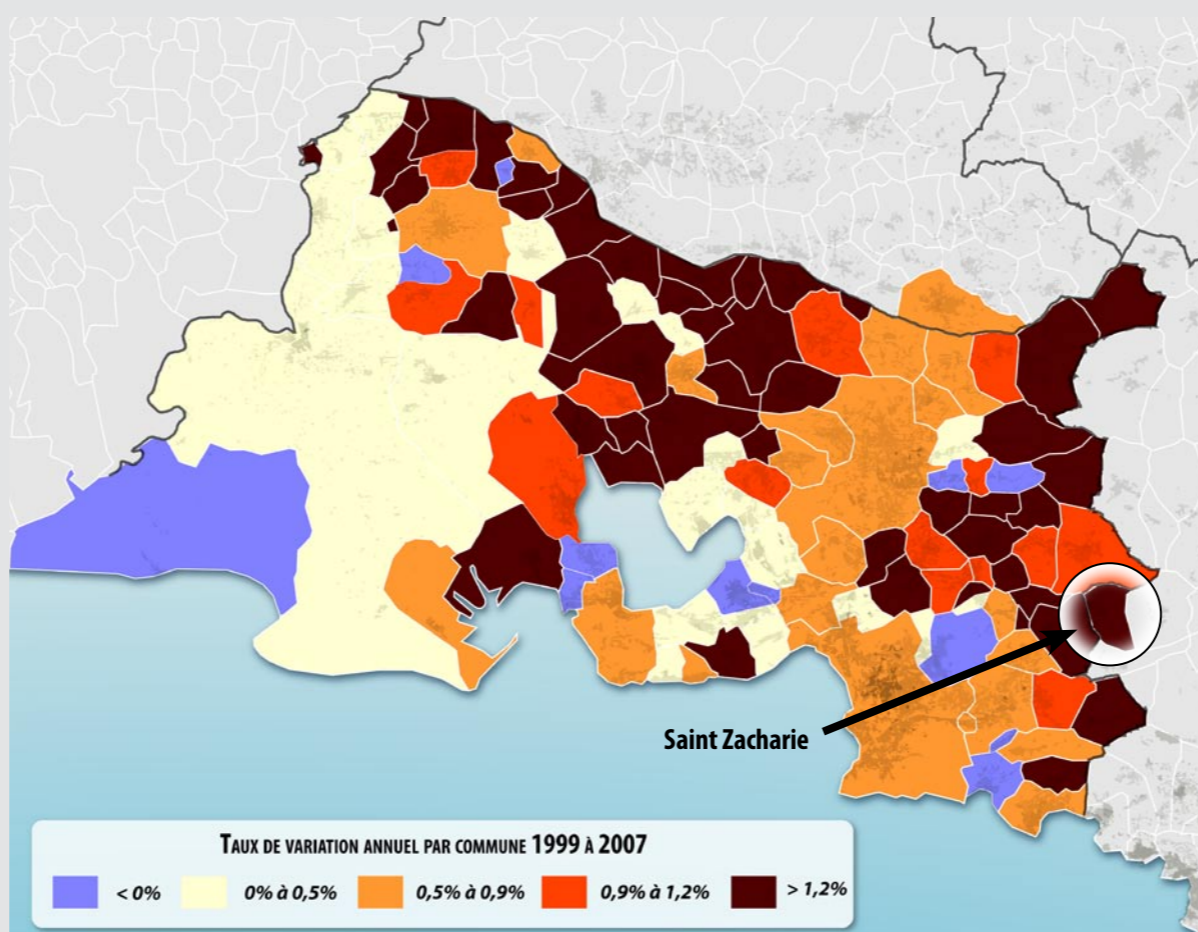 Saint Zacharie
TAUX DE VARIATION ANNUEL PAR COMMUNE 1999 À 2007
< 0% 0% à 0,5% 0,5% à 0,9% 0,9% à 1,2% > 1,2%